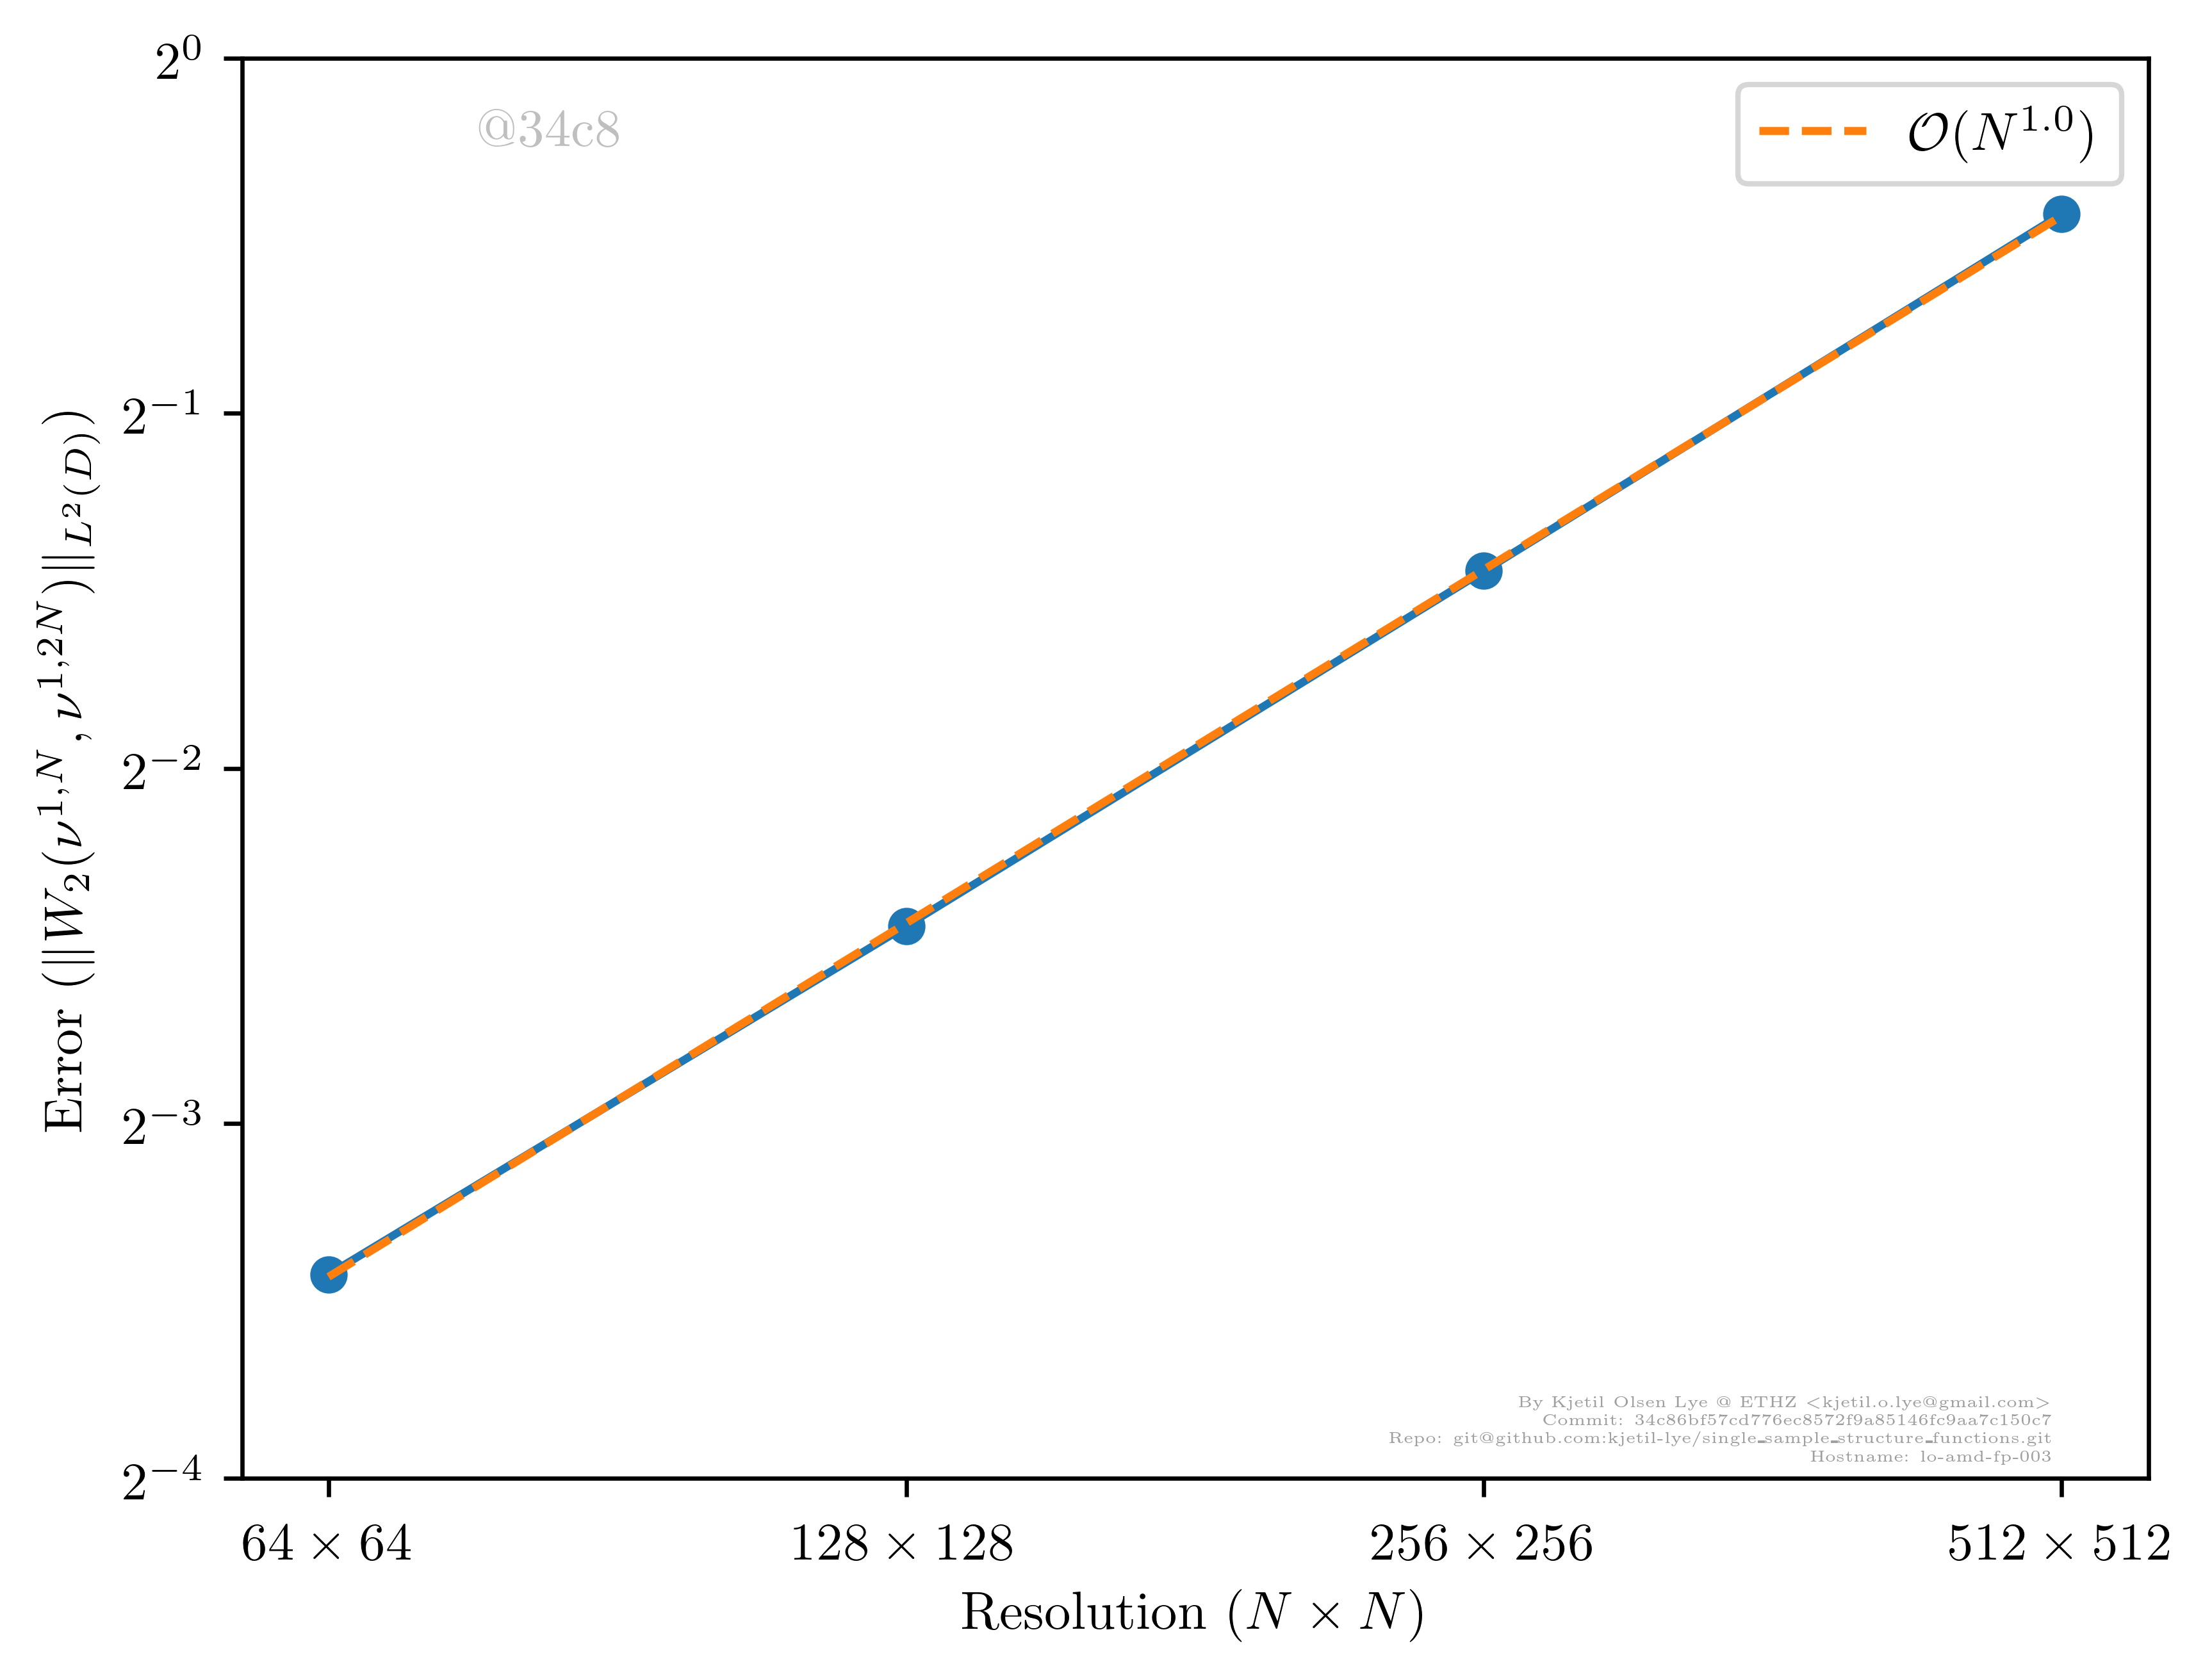 2^0
@34c8
O(N^{1.0})
2^{-1}
2^{-2}
2^{-3}
2^{-4}
Error (||W_2(ν^{1,N}, ν^{1,2N})||_{L^2(D)})
By Kjetil Olsen Lye @ ETHZ <kjetil.o.lye@gmail.com>
Commit: 34c86bf57cd776ec8572f9a85146fc9aa7c150c7
Repo: git@github.com:kjetil-lye/single_sample_structure_functions.git
Hostname: lo-amd-fp-003
64 × 64 128 × 128 256 × 256 512 × 512
Resolution (N × N)